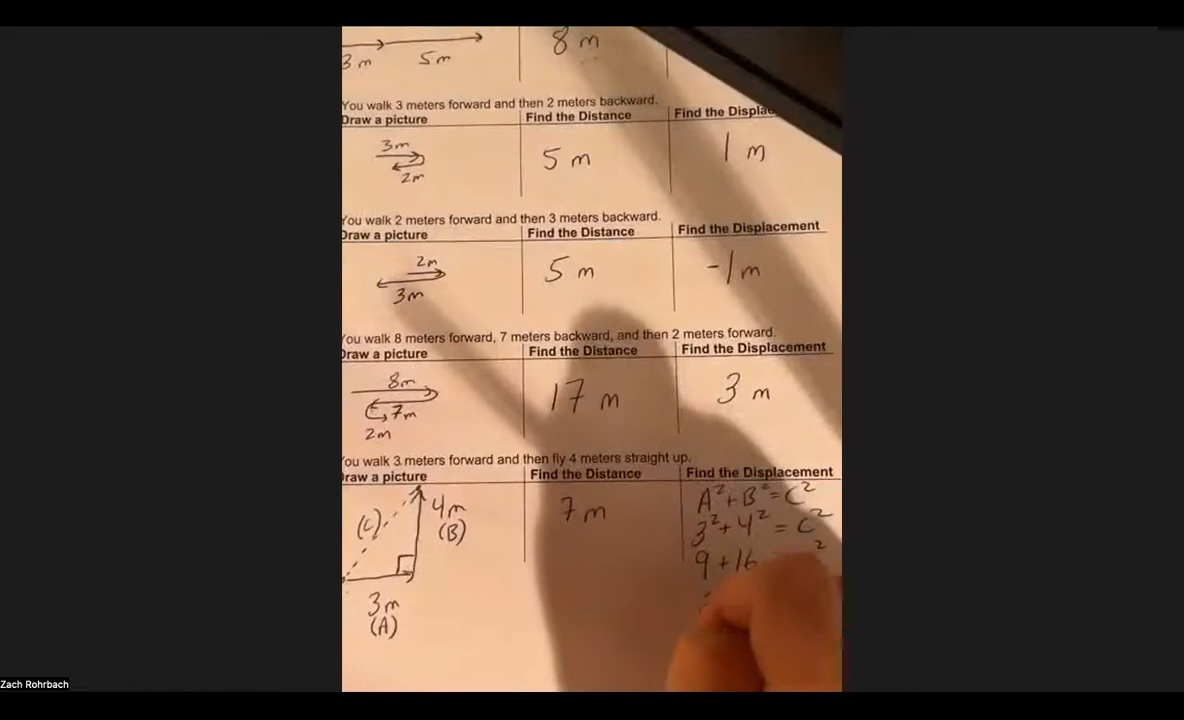 3 m 5m 8 m
You walk 3 meters forward and then 2 meters backward.
Draw a picture Find the Distance Find the
3m
2m
5 m 1 m
You walk 2 meters forward and then 3 meters backward.
Draw a picture Find the Distance Find the Displacement
2m
3m
5 m -1 m
You walk 8 meters forward, 7 meters backward, and then 2 meters forward.
Draw a picture Find the Distance Find the Displacement
8m
7m
2m
17 m 3 m
You walk 3 meters forward and then fly 4 meters straight up.
Draw a picture Find the Distance Find the Displacement
(C) 4m
(B)
3m
(A)
7 m
A²+B²=C²
3²+4²=C²
9+16
Zach Rohrbach